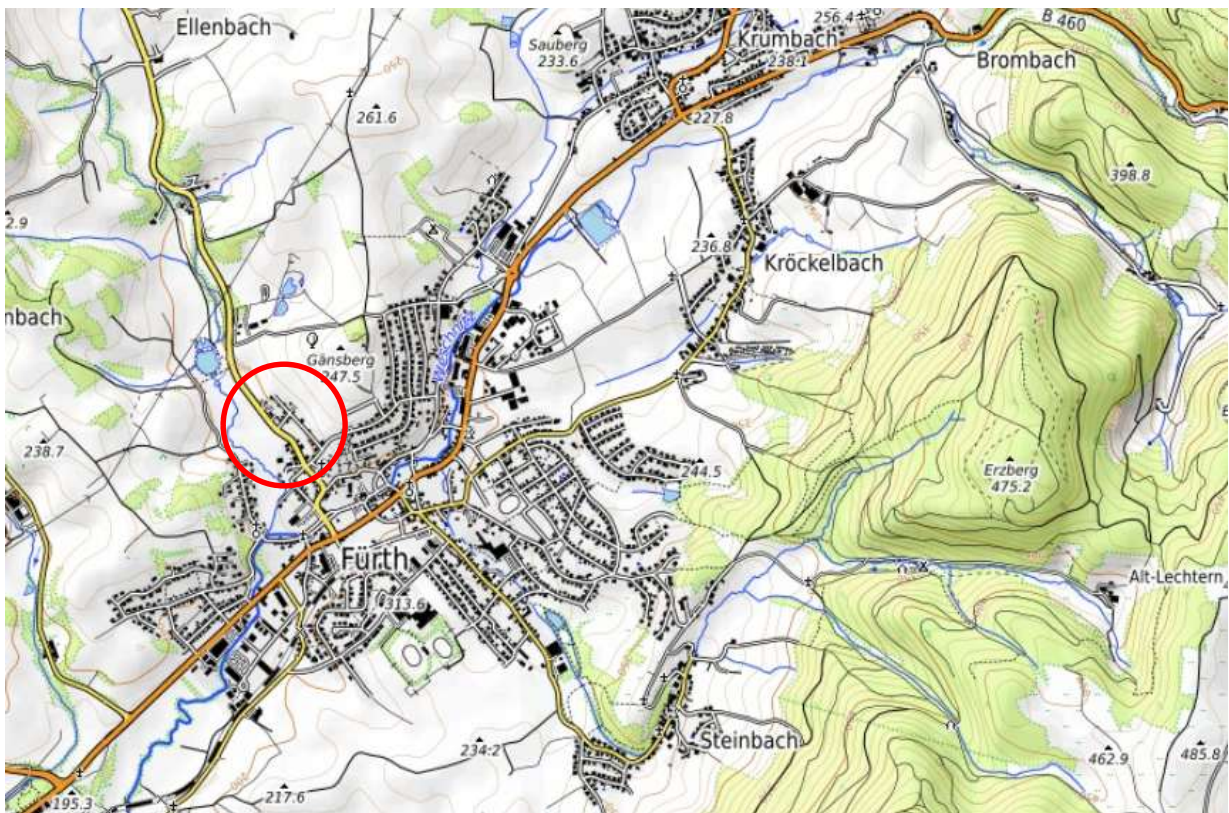 Ellenbach
256.4
B 460
Sauberg
233.6
Krumbach
238.1
Brombach
261.6
227.8
398.8
2.9
236.8
Kröckelbach
nbach
Gänsberg
247.5
Weschnitz
238.7
244.5
Erzberg
475.2
Fürth
Alt-Lechtern
313.6
Steinbach
234.2
462.9
485.8
195.3
217.6